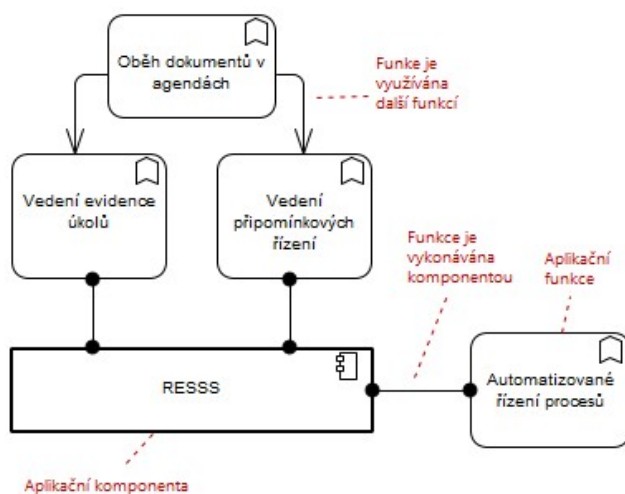 Oběh dokumentů v
agendách
Funke je
využívána
další funkcí
Vedení evidence
úkolů
Vedení
připomínkových
řízení
Funkce je
vykonávána
komponentou
Aplikační
funkce
RESSS
Automatizované
řízení procesů
Aplikační komponenta